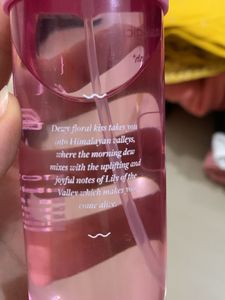 Dewy floral kiss takes you
into Himalayan valleys,
where the morning dew
mixes with the uplifting and
joyful notes of Lily of the
Valley which makes you
come alive.